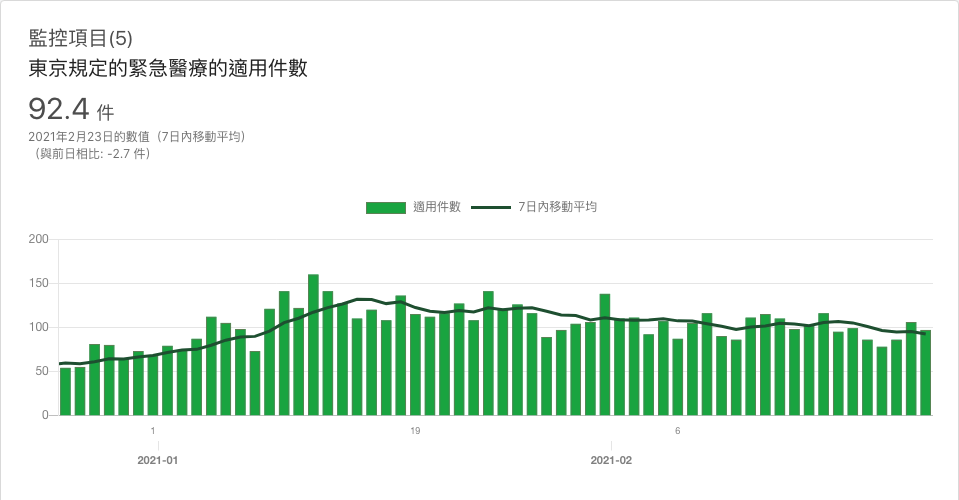 監控項目(5)
東京規定的緊急醫療的適用件數
92.4 件
2021年2月23日的數值（7日內移動平均）
（與前日相比: -2.7 件）
適用件數 7日內移動平均
200
150
100
50
0
1 19 6
2021-01 2021-02